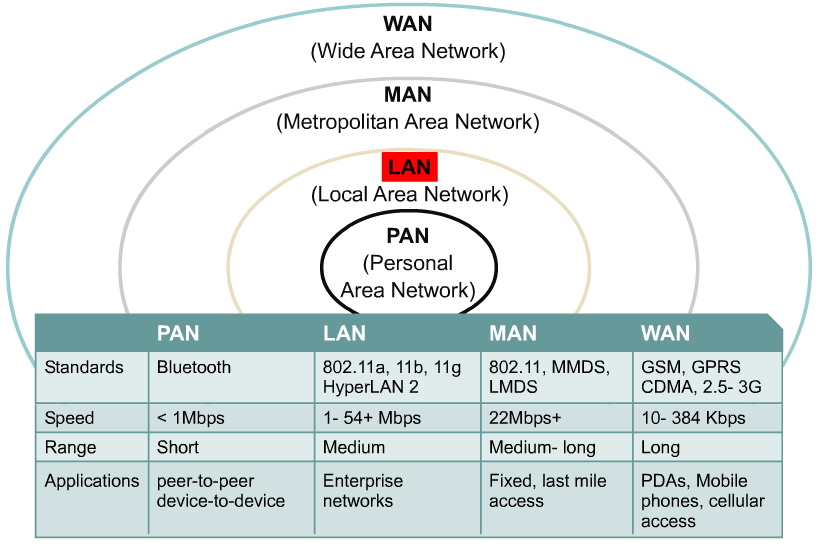 WAN
(Wide Area Network)
MAN
(Metropolitan Area Network)
LAN
(Local Area Network)
PAN
(Personal
Area Network)
PAN LAN MAN WAN
Standards Bluetooth 802.11a, 11b, 11g 802.11, MMDS, GSM, GPRS
HyperLAN 2 LMDS CDMA, 2.5- 3G
Speed < 1Mbps 1- 54+ Mbps 22Mbps+ 10- 384 Kbps
Range Short Medium Medium- long Long
Applications peer-to-peer Enterprise Fixed, last mile PDAs, Mobile
device-to-device networks access phones, cellular
access